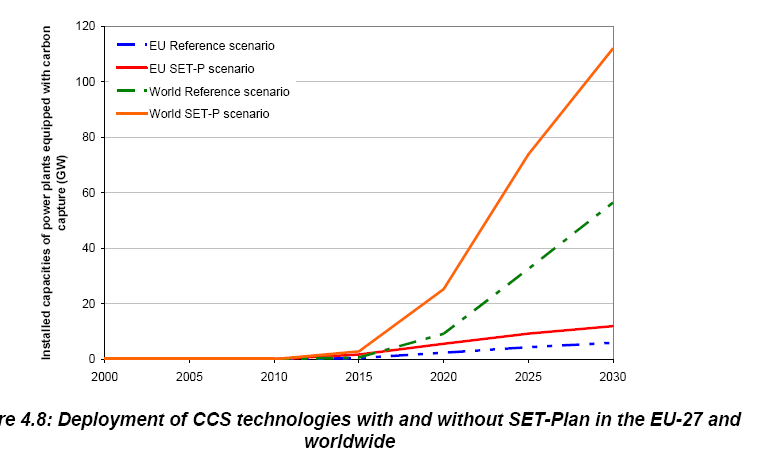 120
100
80
60
40
20
0
Installed capacities of power plants equipped with carbon
capture (GW)
EU Reference scenario
EU SET-P scenario
World Reference scenario
World SET-P scenario
2000 2005 2010 2015 2020 2025 2030
re 4.8: Deployment of CCS technologies with and without SET-Plan in the EU-27 and
worldwide